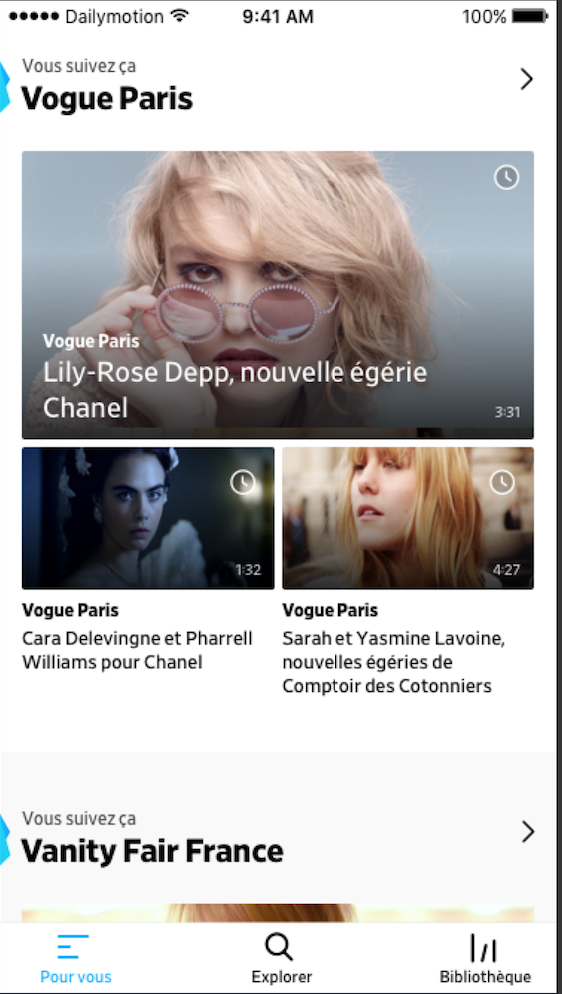 Dailymotion 9:41 AM 100%
Vous suivez ça
Vogue Paris
Vogue Paris
Lily-Rose Depp, nouvelle égérie
Chanel
3:31
1:32
Vogue Paris
Cara Delevingne et Pharrell
Williams pour Chanel
4:27
Vogue Paris
Sarah et Yasmine Lavoine,
nouvelles égéries de
Comptoir des Cotonniers
Vous suivez ça
Vanity Fair France
Pour vous
Explorer
Bibliothèque